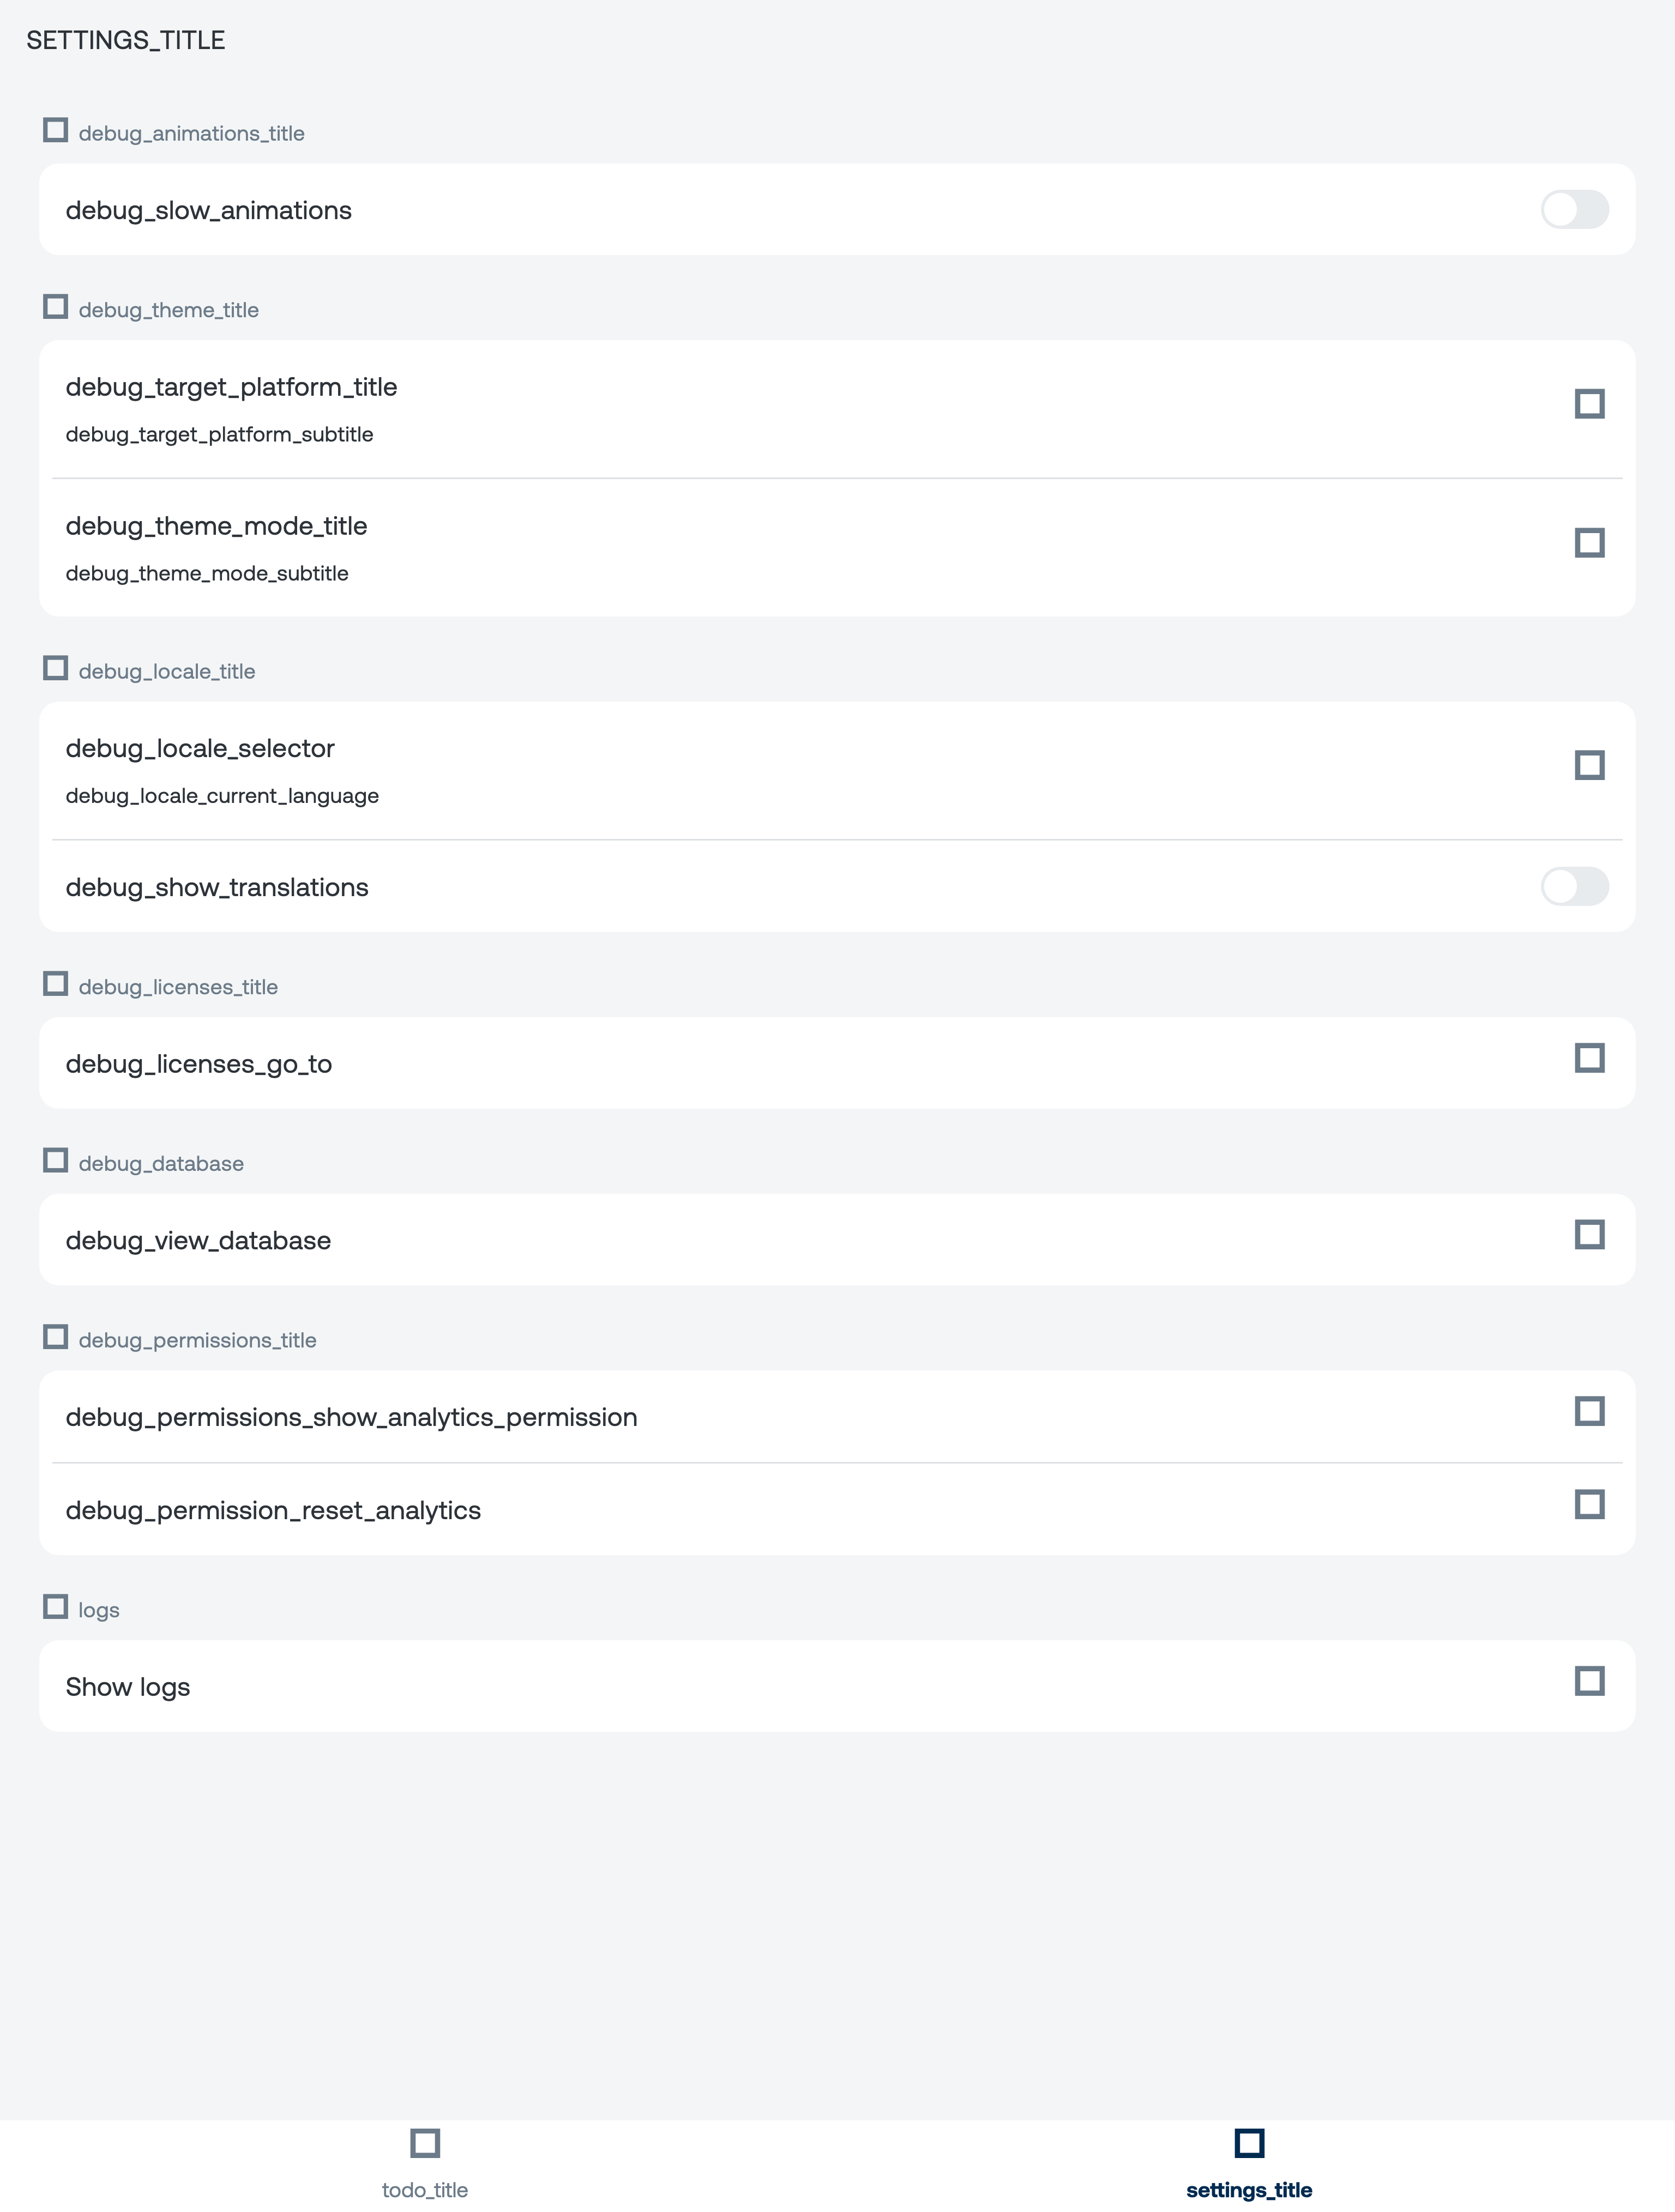 SETTINGS_TITLE
debug_animations_title
debug_slow_animations
debug_theme_title
debug_target_platform_title
debug_target_platform_subtitle
debug_theme_mode_title
debug_theme_mode_subtitle
debug_locale_title
debug_locale_selector
debug_locale_current_language
debug_show_translations
debug_licenses_title
debug_licenses_go_to
debug_database
debug_view_database
debug_permissions_title
debug_permissions_show_analytics_permission
debug_permission_reset_analytics
logs
Show logs
todo_title
settings_title